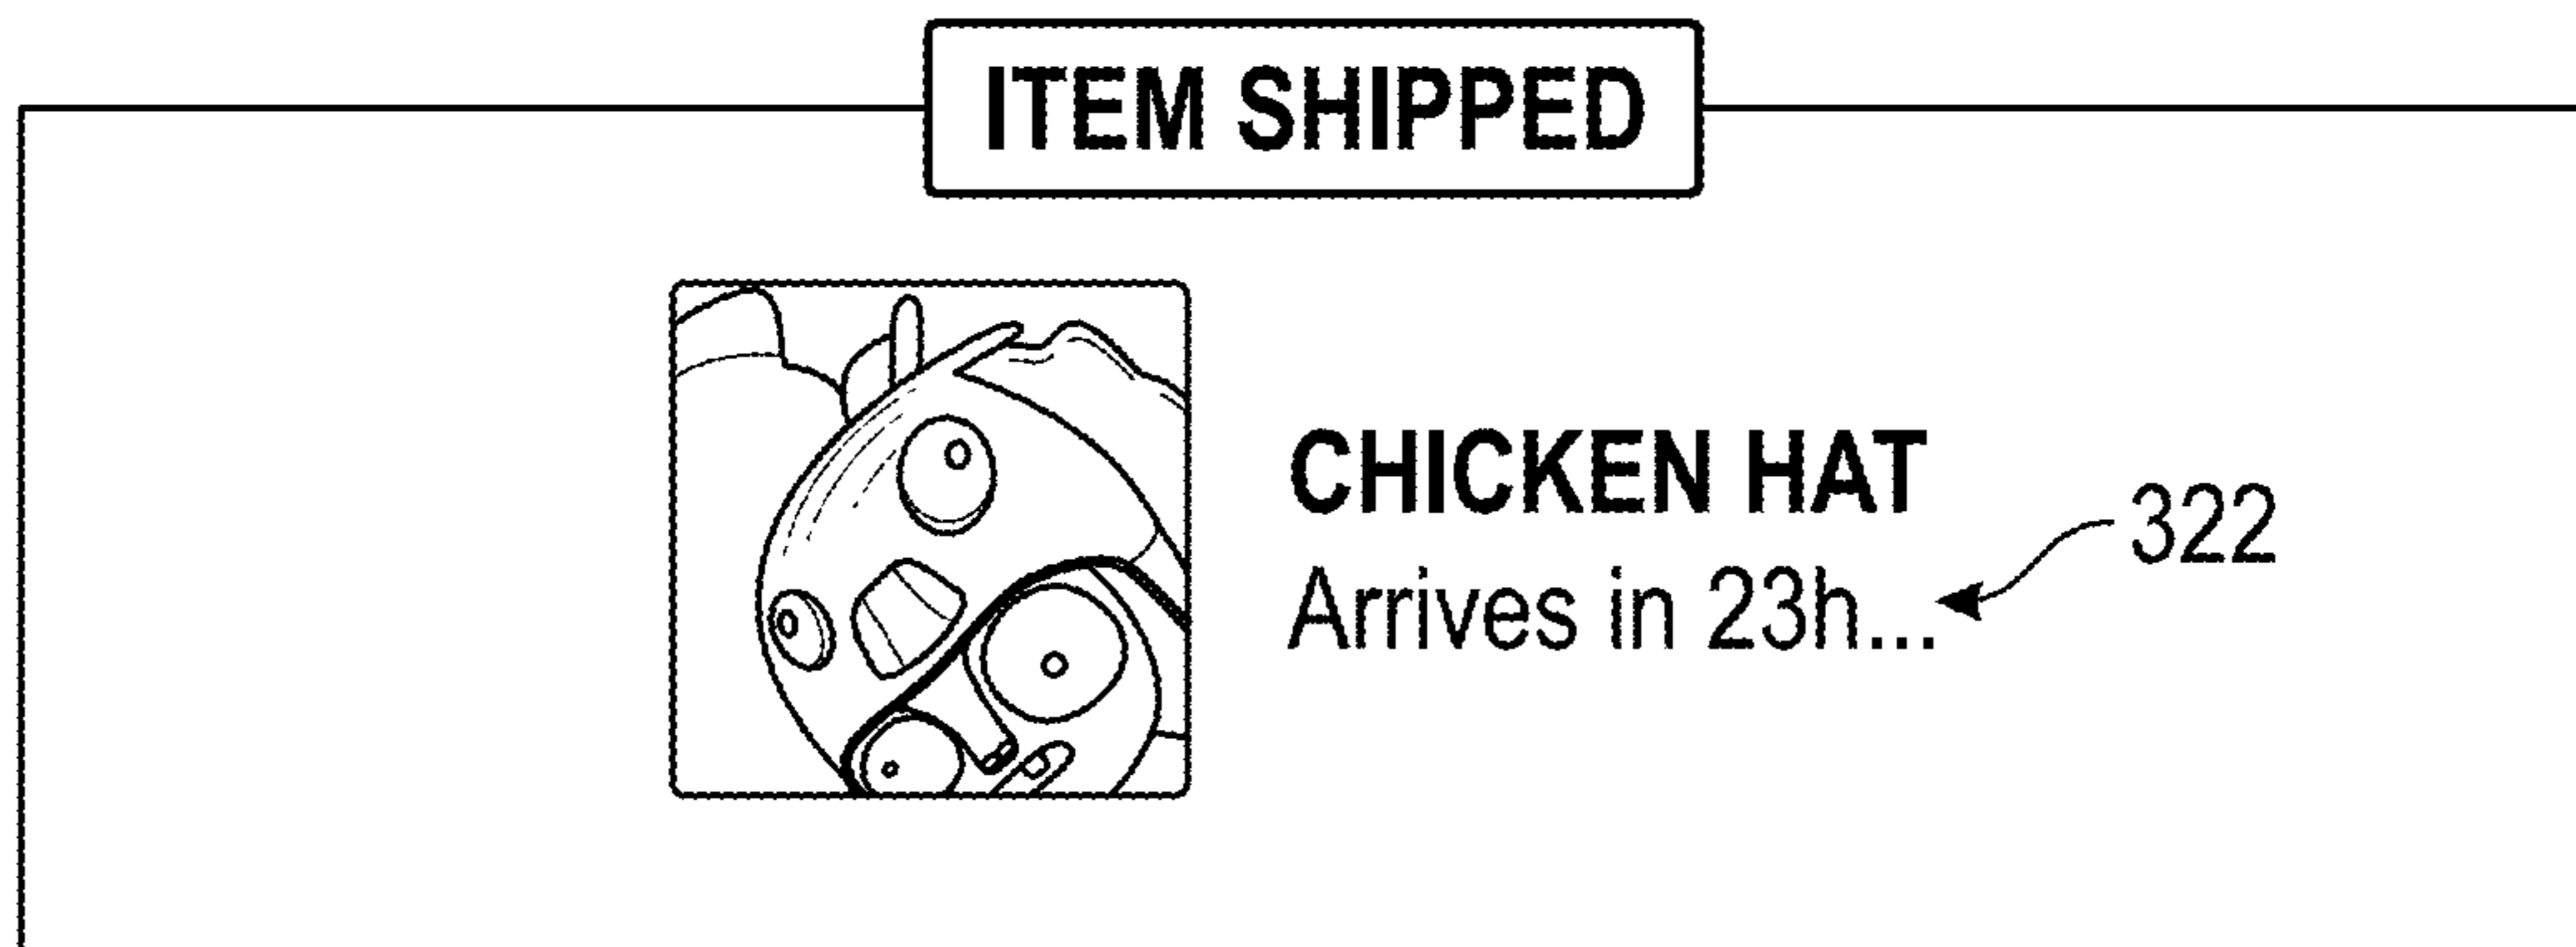 ITEM SHIPPED
CHICKEN HAT
322
Arrives in 23h...